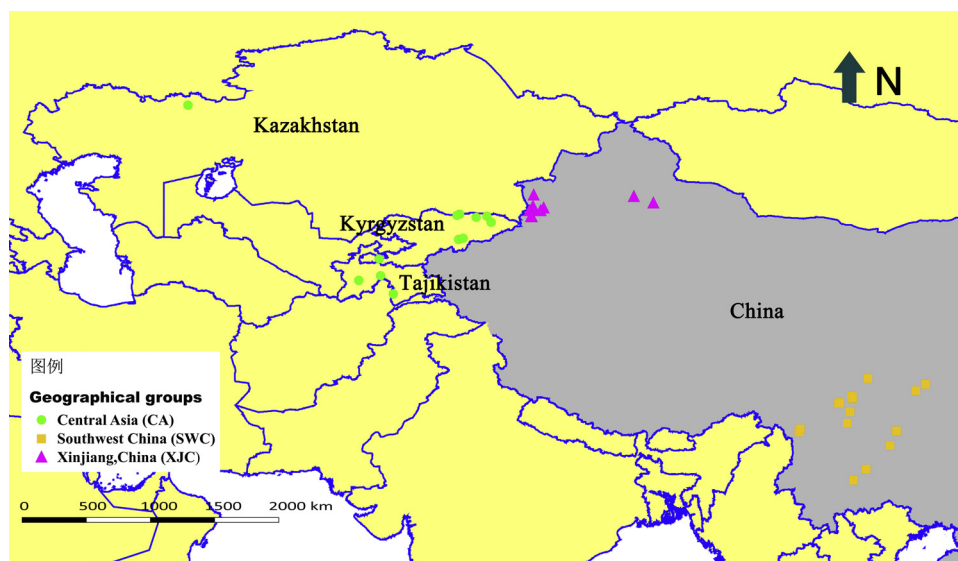 N
Kazakhstan
Kyrgyzstan
Tajikistan
China
图例
Geographical groups
Central Asia (CA)
Southwest China (SWC)
Xinjiang,China (XJC)
0 500 1000 1500 2000 km